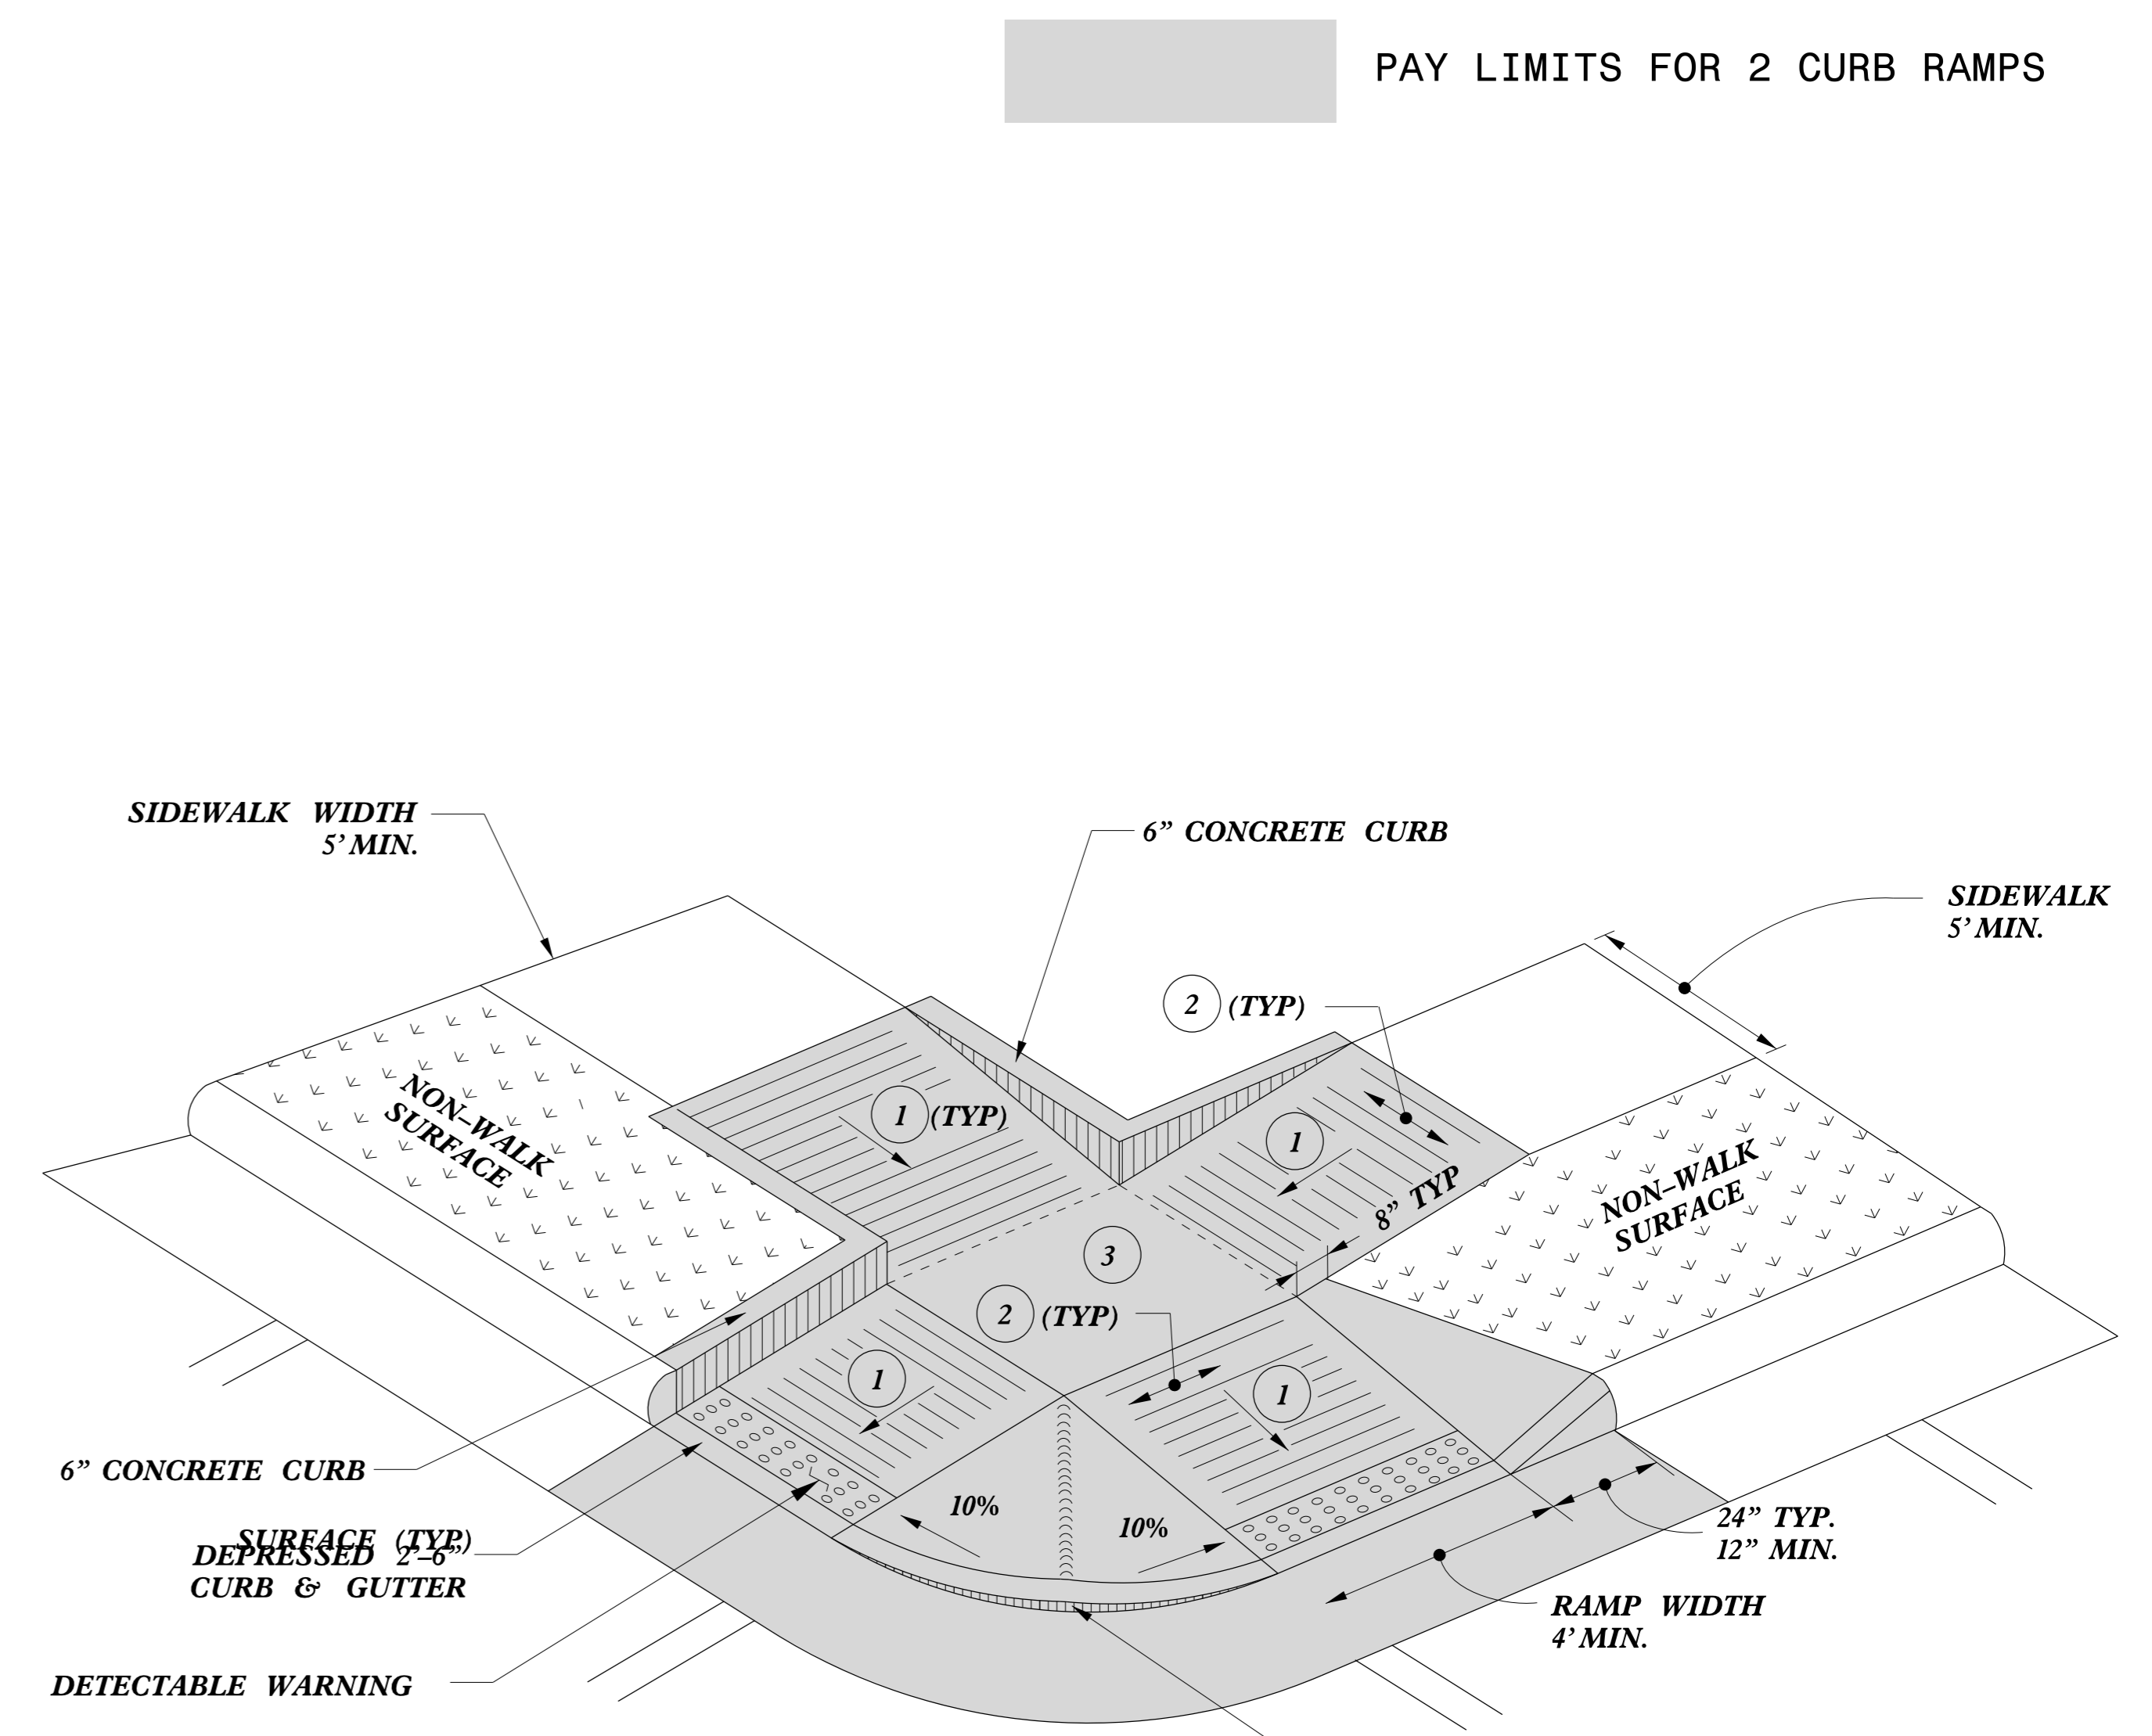 PAY LIMITS FOR 2 CURB RAMPS
SIDEWALK WIDTH
5' MIN.
6" CONCRETE CURB
SIDEWALK
5' MIN.
2 (TYP)
1 (TYP)
1
NON-WALK
SURFACE
NON-WALK
SURFACE
8" TYP
3
2 (TYP)
1
1
6" CONCRETE CURB
10%
10%
SURFACE (TYP.)
DEPRESSED 2'-6"
CURB & GUTTER
24" TYP.
12" MIN.
RAMP WIDTH
4' MIN.
DETECTABLE WARNING